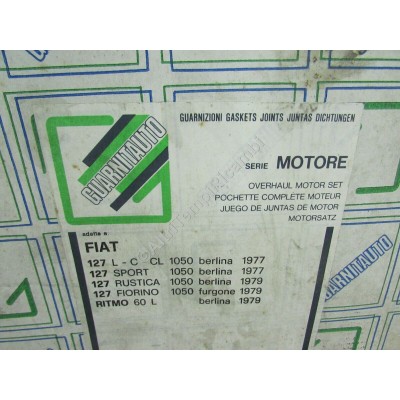 GUARNIZIONI GASKETS JOINTS JUNTAS DICHTUNGEN
GUARNITAUTO
SERIE MOTORE
OVERHAUL MOTOR SET
POCHETTE COMPLETE MOTEUR
JUEGO DE JUNTAS DE MOTOR
MOTORSATZ
adatta a:
FIAT
127 L - C CL 1050 berlina 1977
127 SPORT 1050 berlina 1977
127 RUSTICA 1050 berlina 1979
127 FIORINO 1050 furgone 1979
RITMO 60 L berlina 1979
GUARNITAUTO